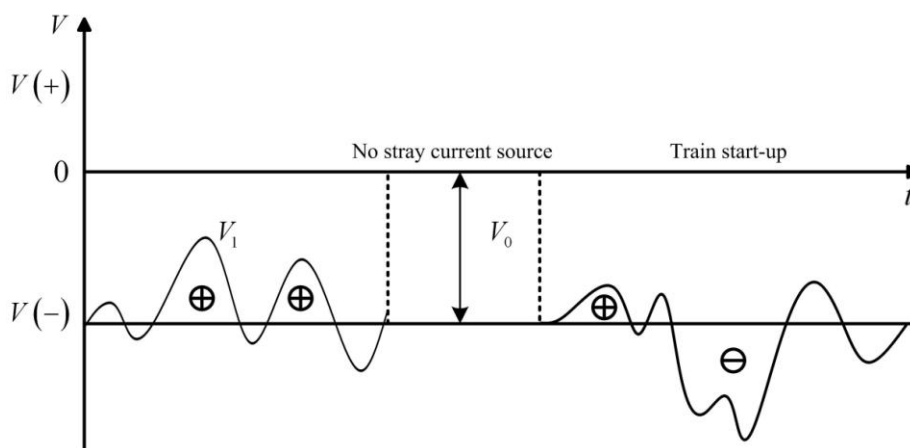 V
V(+)
No stray current source
Train start-up
0
t
V₁
V₀
V(−)
⊕
⊕
⊕
⊖